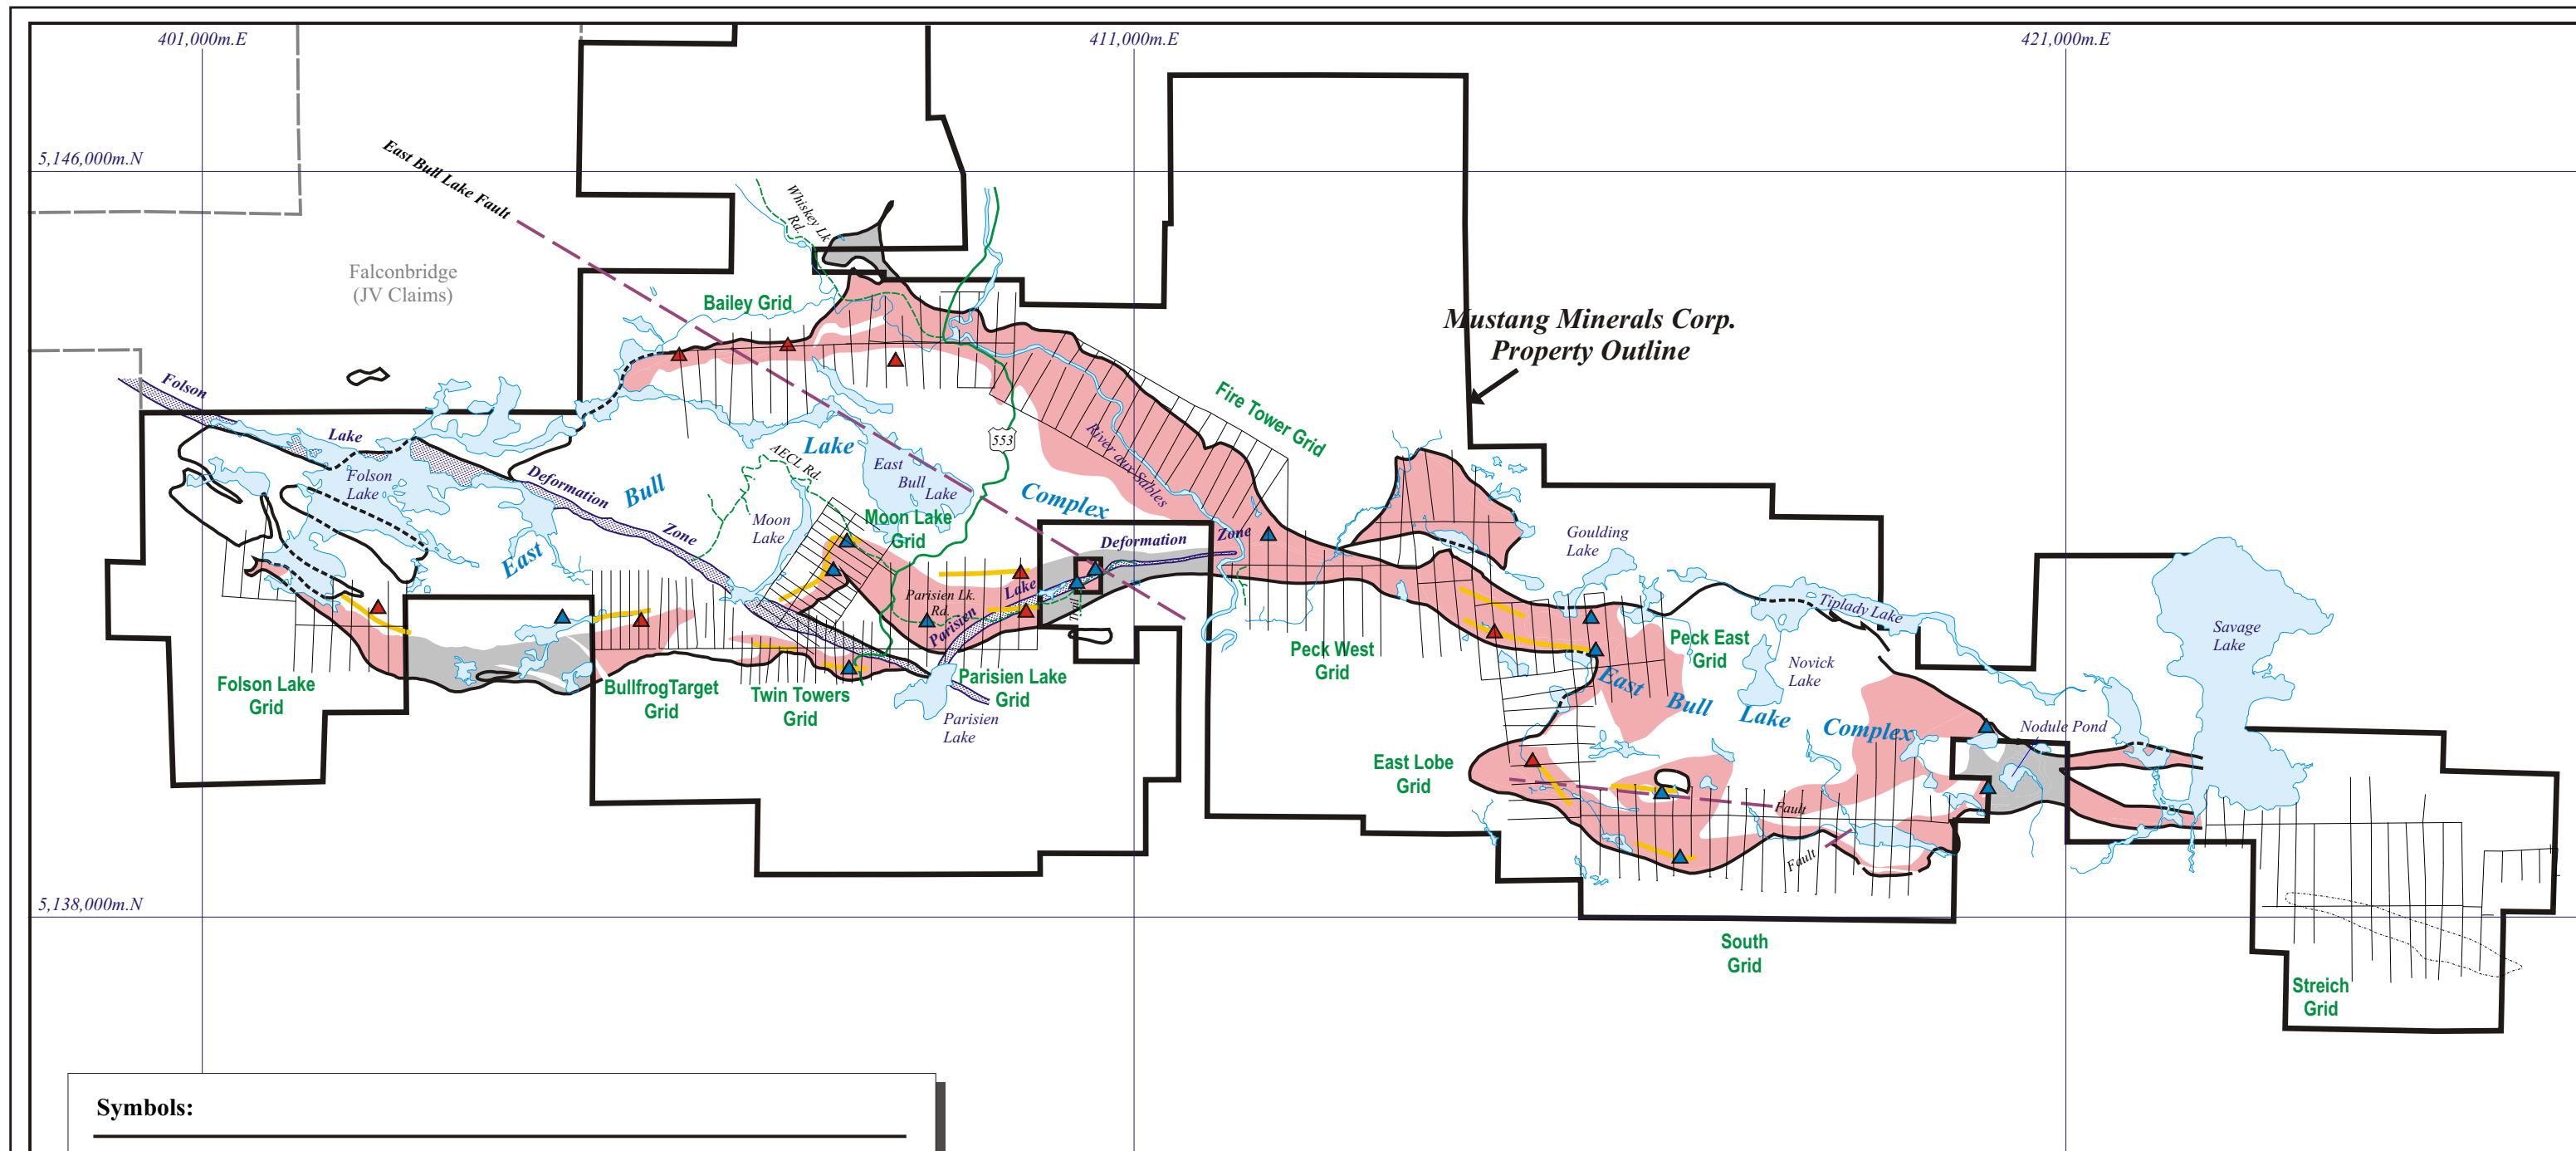 401,000m.E
411,000m.E
421,000m.E
5,146,000m.N
East Bull Lake Fault
Whiskey Lk
Rd.
Falconbridge
(JV Claims)
Bailey Grid
Mustang Minerals Corp.
Property Outline
Folson
Lake
Deformation
Zone
Folson
Lake
Fire Tower Grid
553
River aux Sables
AECL Rd.
East
Bull
Lake
Complex
East
Bull
Lake
Moon
Lake
Moon Lake
Grid
Deformation
Zone
Goulding
Lake
Parisien Lk.
Rd.
Parisien
Lake
Trail
Tiplady Lake
Savage
Lake
Peck West
Grid
Peck East
Grid
Novick
Lake
Folson Lake
Grid
BullfrogTarget
Grid
Twin Towers
Grid
Parisien Lake
Grid
Parisien
Lake
East
Bull
Lake
Complex
Nodule Pond
East Lobe
Grid
Fault
Fault
5,138,000m.N
South
Grid
Streich
Grid
Symbols: